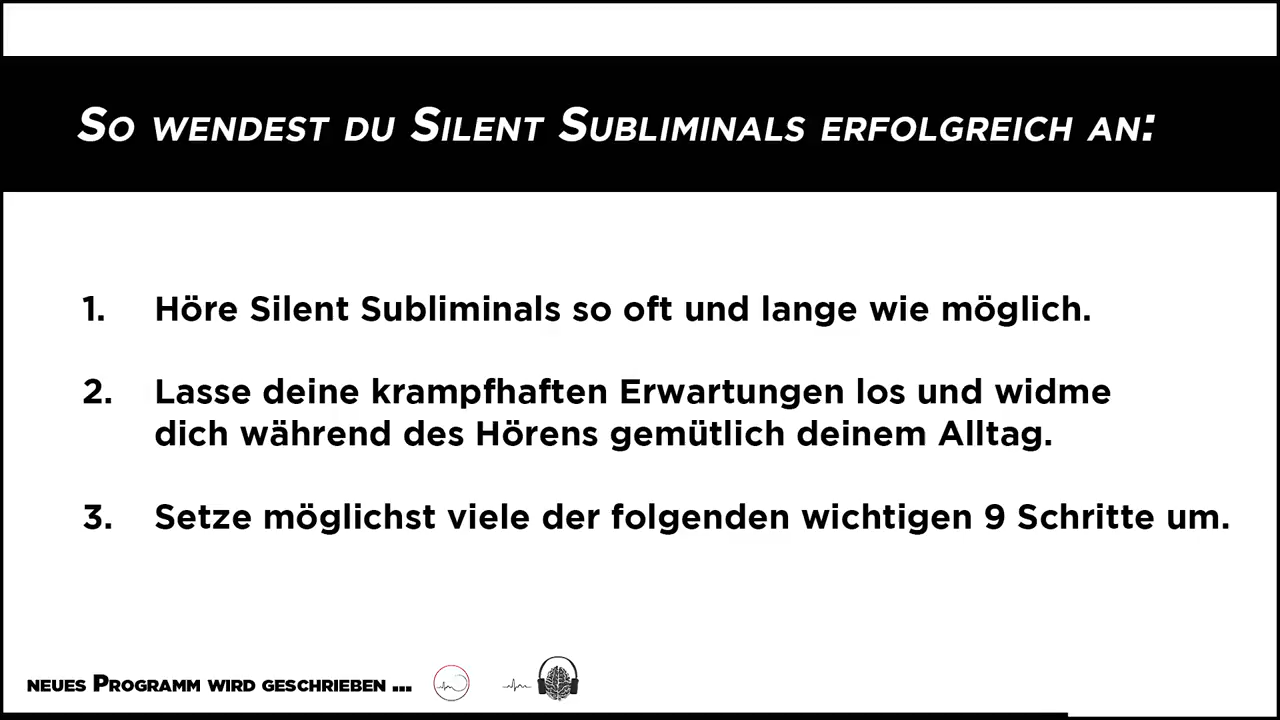 So wendest du Silent Subliminals erfolgreich an:
1. Höre Silent Subliminals so oft und lange wie möglich.
2. Lasse deine krampfhaften Erwartungen los und widme
dich während des Hörens gemütlich deinem Alltag.
3. Setze möglichst viele der folgenden wichtigen 9 Schritte um.
neues Programm wird geschrieben ...